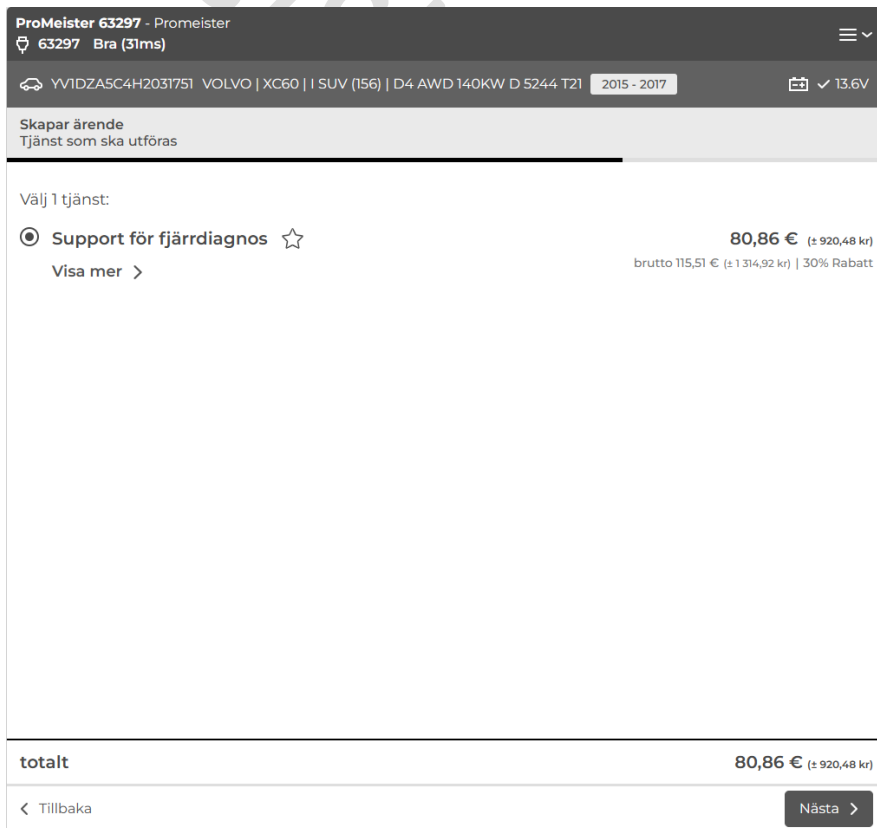 ProMeister 63297 - Promeister
63297 Bra (31ms)
YV1DZA5C4H2031751 VOLVO | XC60 | I SUV (156) | D4 AWD 140KW D 5244 T21 2015 - 2017 13.6V
Skapar ärende
Tjänst som ska utföras
Välj 1 tjänst:
Support för fjärrdiagnos 80,86 € (± 920,48 kr)
Visa mer brutto 115,51 € (± 1 314,92 kr) | 30% Rabatt
totalt 80,86 € (± 920,48 kr)
Tillbaka Nästa